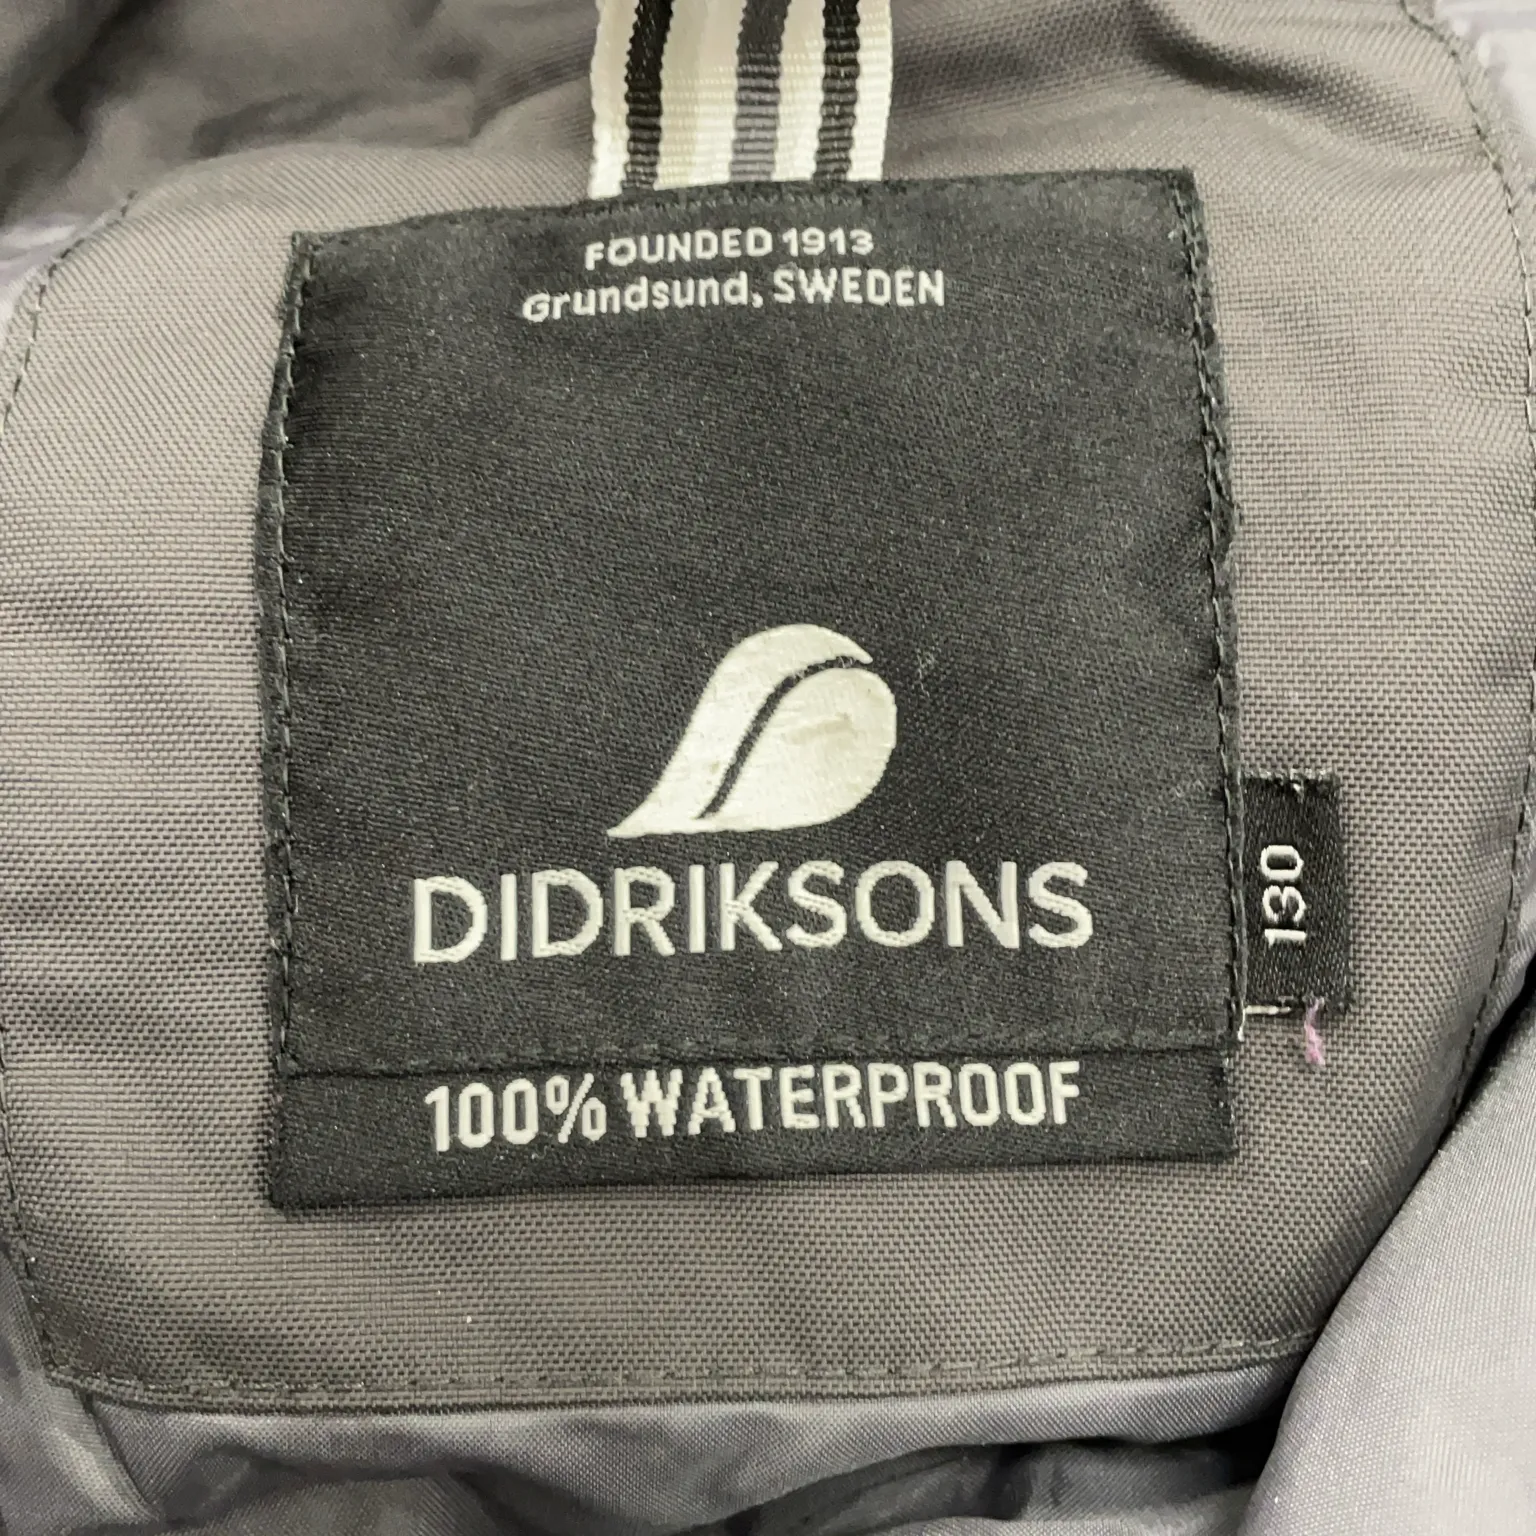 FOUNDED 1913
Grundsund, SWEDEN
DIDRIKSONS
130
100% WATERPROOF